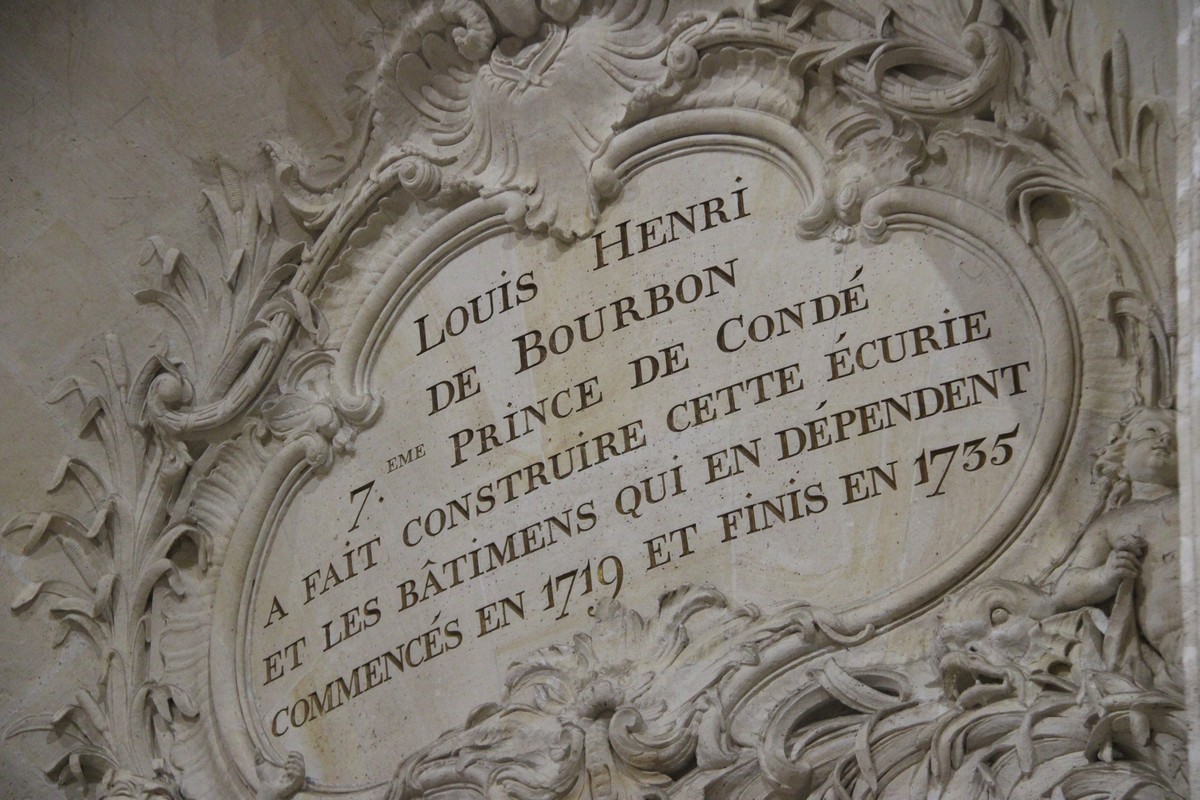 LOUIS HENRI
DE BOURBON
7.EME PRINCE DE CONDÉ
A FAIT CONSTRUIRE CETTE ÉCURIE
ET LES BÂTIMENS QUI EN DÉPENDENT
COMMENCÉS EN 1719 ET FINIS EN 1735